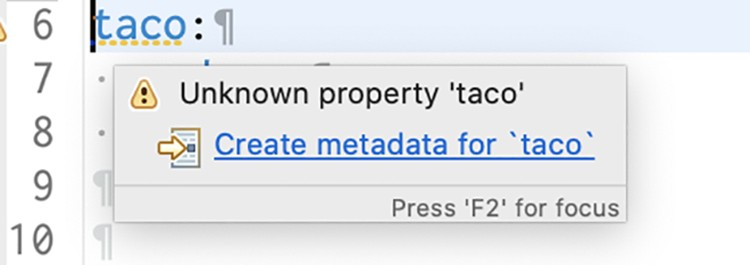 6 taco:¶
7
8
Unknown property 'taco'
Create metadata for `taco`
Press 'F2' for focus
9 ¶
10 ¶